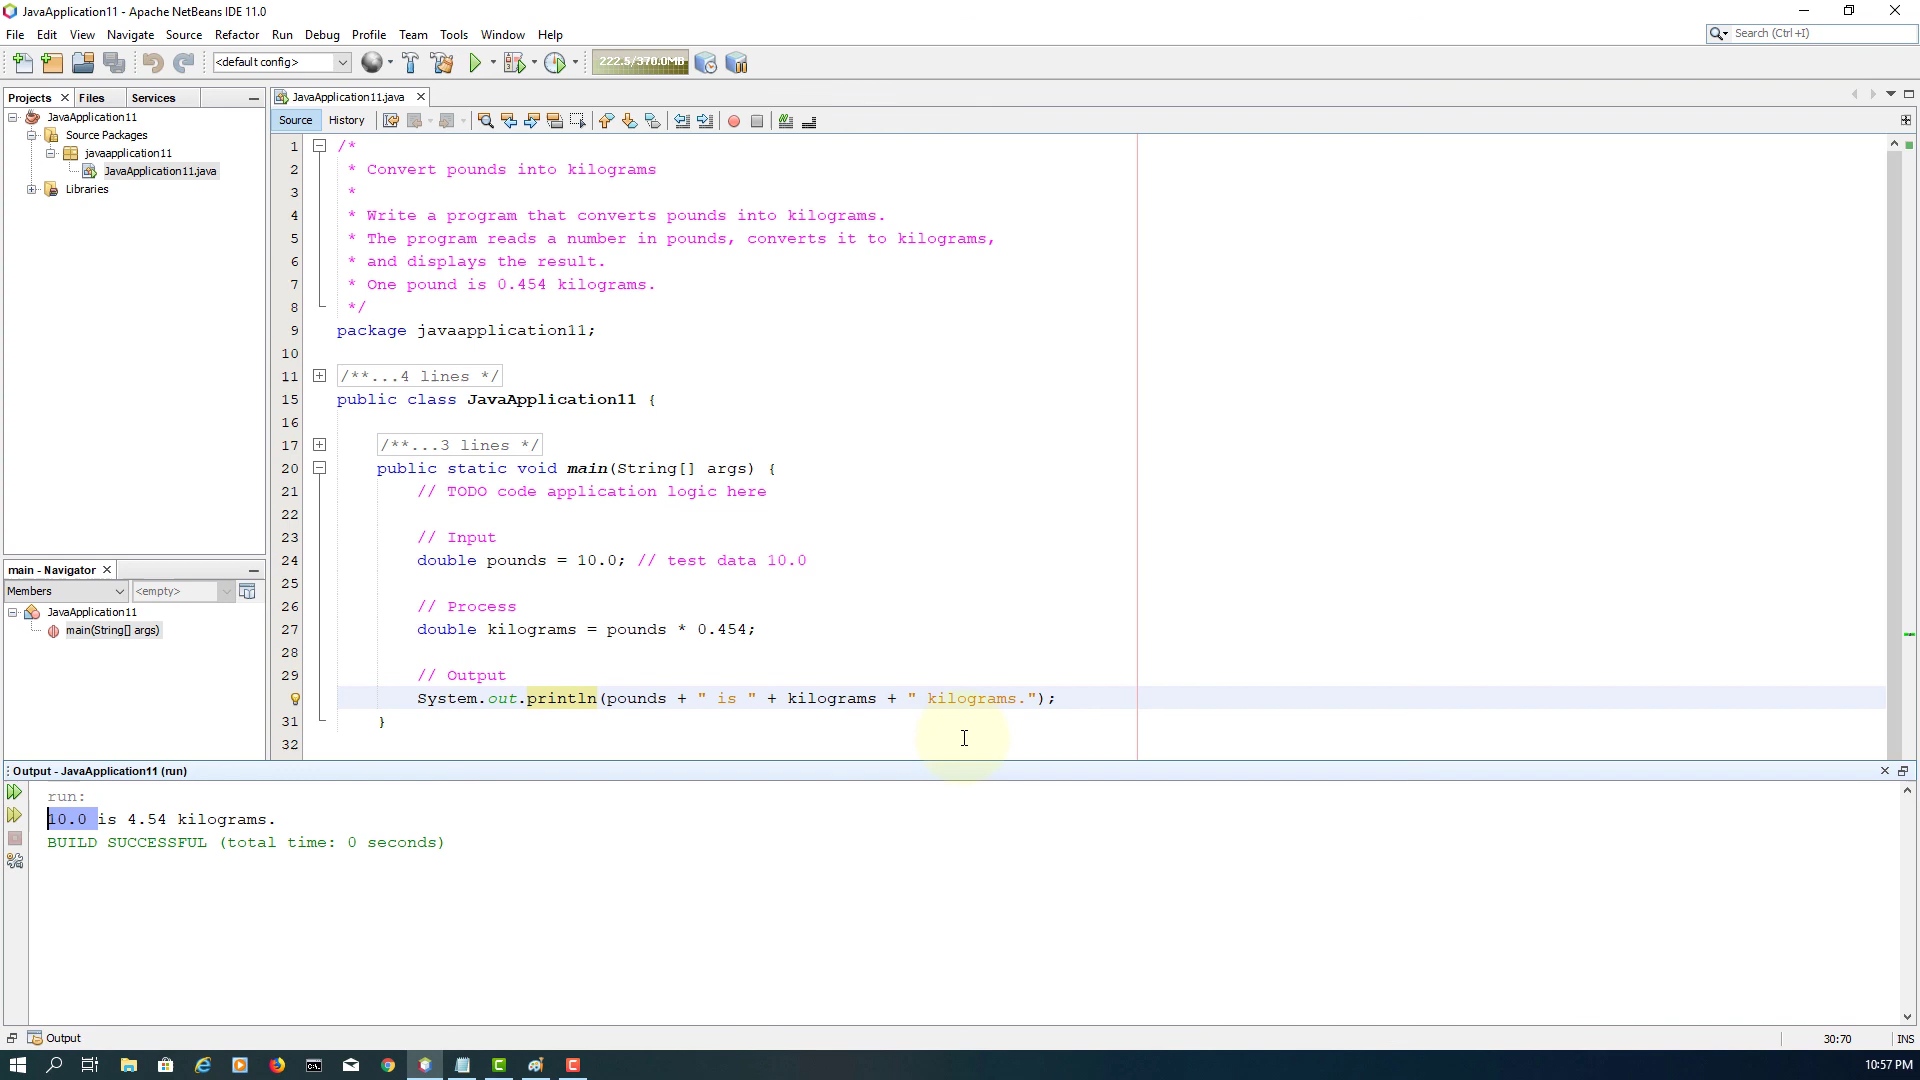 JavaApplication11 - Apache NetBeans IDE 11.0
File Edit View Navigate Source Refactor Run Debug Profile Team Tools Window Help
Search (Ctrl+I)
<default config>
222.5/370.0MB
Projects Files Services
JavaApplication11.java
JavaApplication11
Source Packages
javaapplication11
JavaApplication11.java
Libraries
Source History
1 /*
2 * Convert pounds into kilograms
3 *
4 * Write a program that converts pounds into kilograms.
5 * The program reads a number in pounds, converts it to kilograms,
6 * and displays the result.
7 * One pound is 0.454 kilograms.
8 */
9 package javaapplication11;
10
11 /**...4 lines */
15 public class JavaApplication11 {
16
17 /**...3 lines */
20 public static void main(String[] args) {
21 // TODO code application logic here
22
23 // Input
24 double pounds = 10.0; // test data 10.0
25
26 // Process
27 double kilograms = pounds * 0.454;
28
29 // Output
System.out.println(pounds + " is " + kilograms + " kilograms.");
31 }
32
main - Navigator
Members <empty>
JavaApplication11
main(String[] args)
Output - JavaApplication11 (run)
run:
10.0 is 4.54 kilograms.
BUILD SUCCESSFUL (total time: 0 seconds)
Output
30:70 INS
10:57 PM